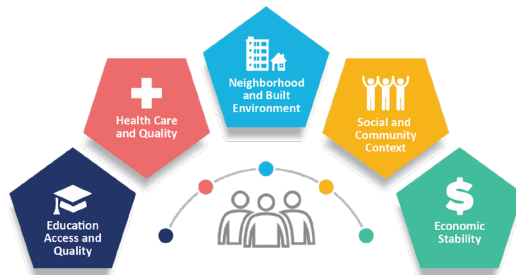 Neighborhood
and Built
Environment
Health Care
and Quality
Social and
Community
Context
Education
Access and
Quality
$
Economic
Stability